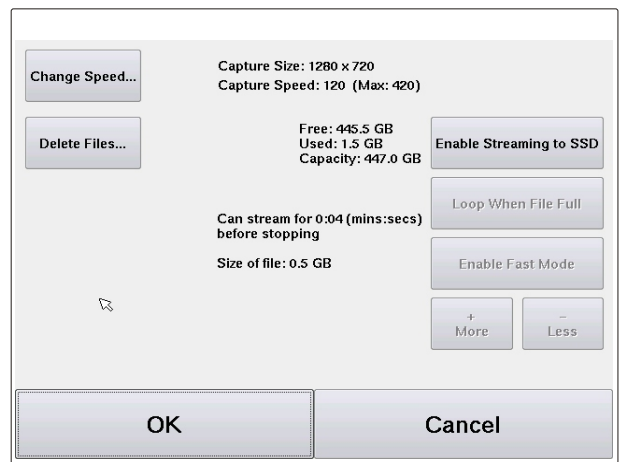 Change Speed...
Capture Size: 1280 x 720
Capture Speed: 120 (Max: 420)
Delete Files...
Free: 445.5 GB
Used: 1.5 GB
Capacity: 447.0 GB
Enable Streaming to SSD
Loop When File Full
Can stream for 0:04 (mins:secs)
before stopping
Size of file: 0.5 GB
Enable Fast Mode
+
More
–
Less
OK
Cancel